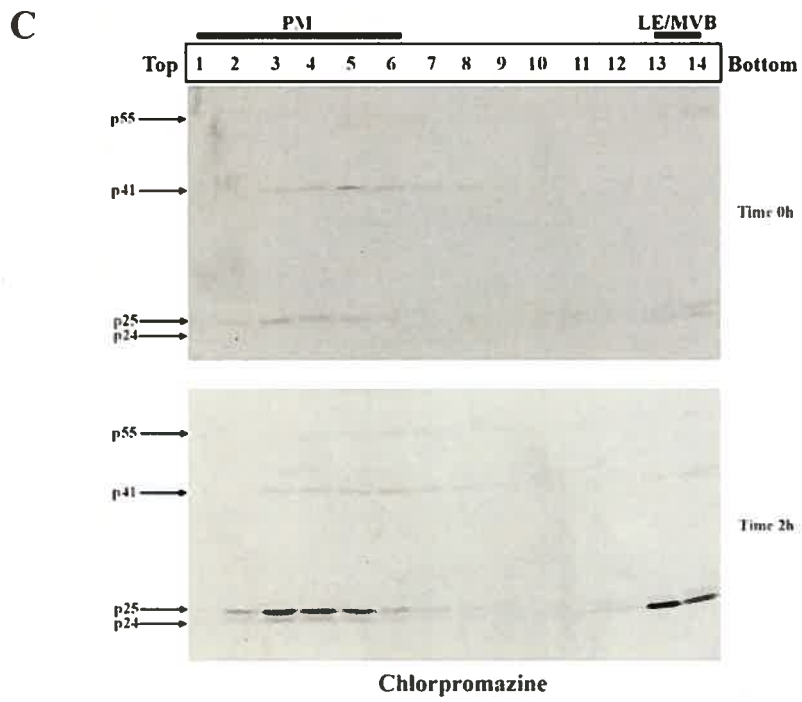 C
PM LE/MVB
Top 1 2 3 4 5 6 7 8 9 10 11 12 13 14 Bottom
p55
p41
Time 0h
p25
p24
p55
p41
Time 2h
p25
p24
Chlorpromazine